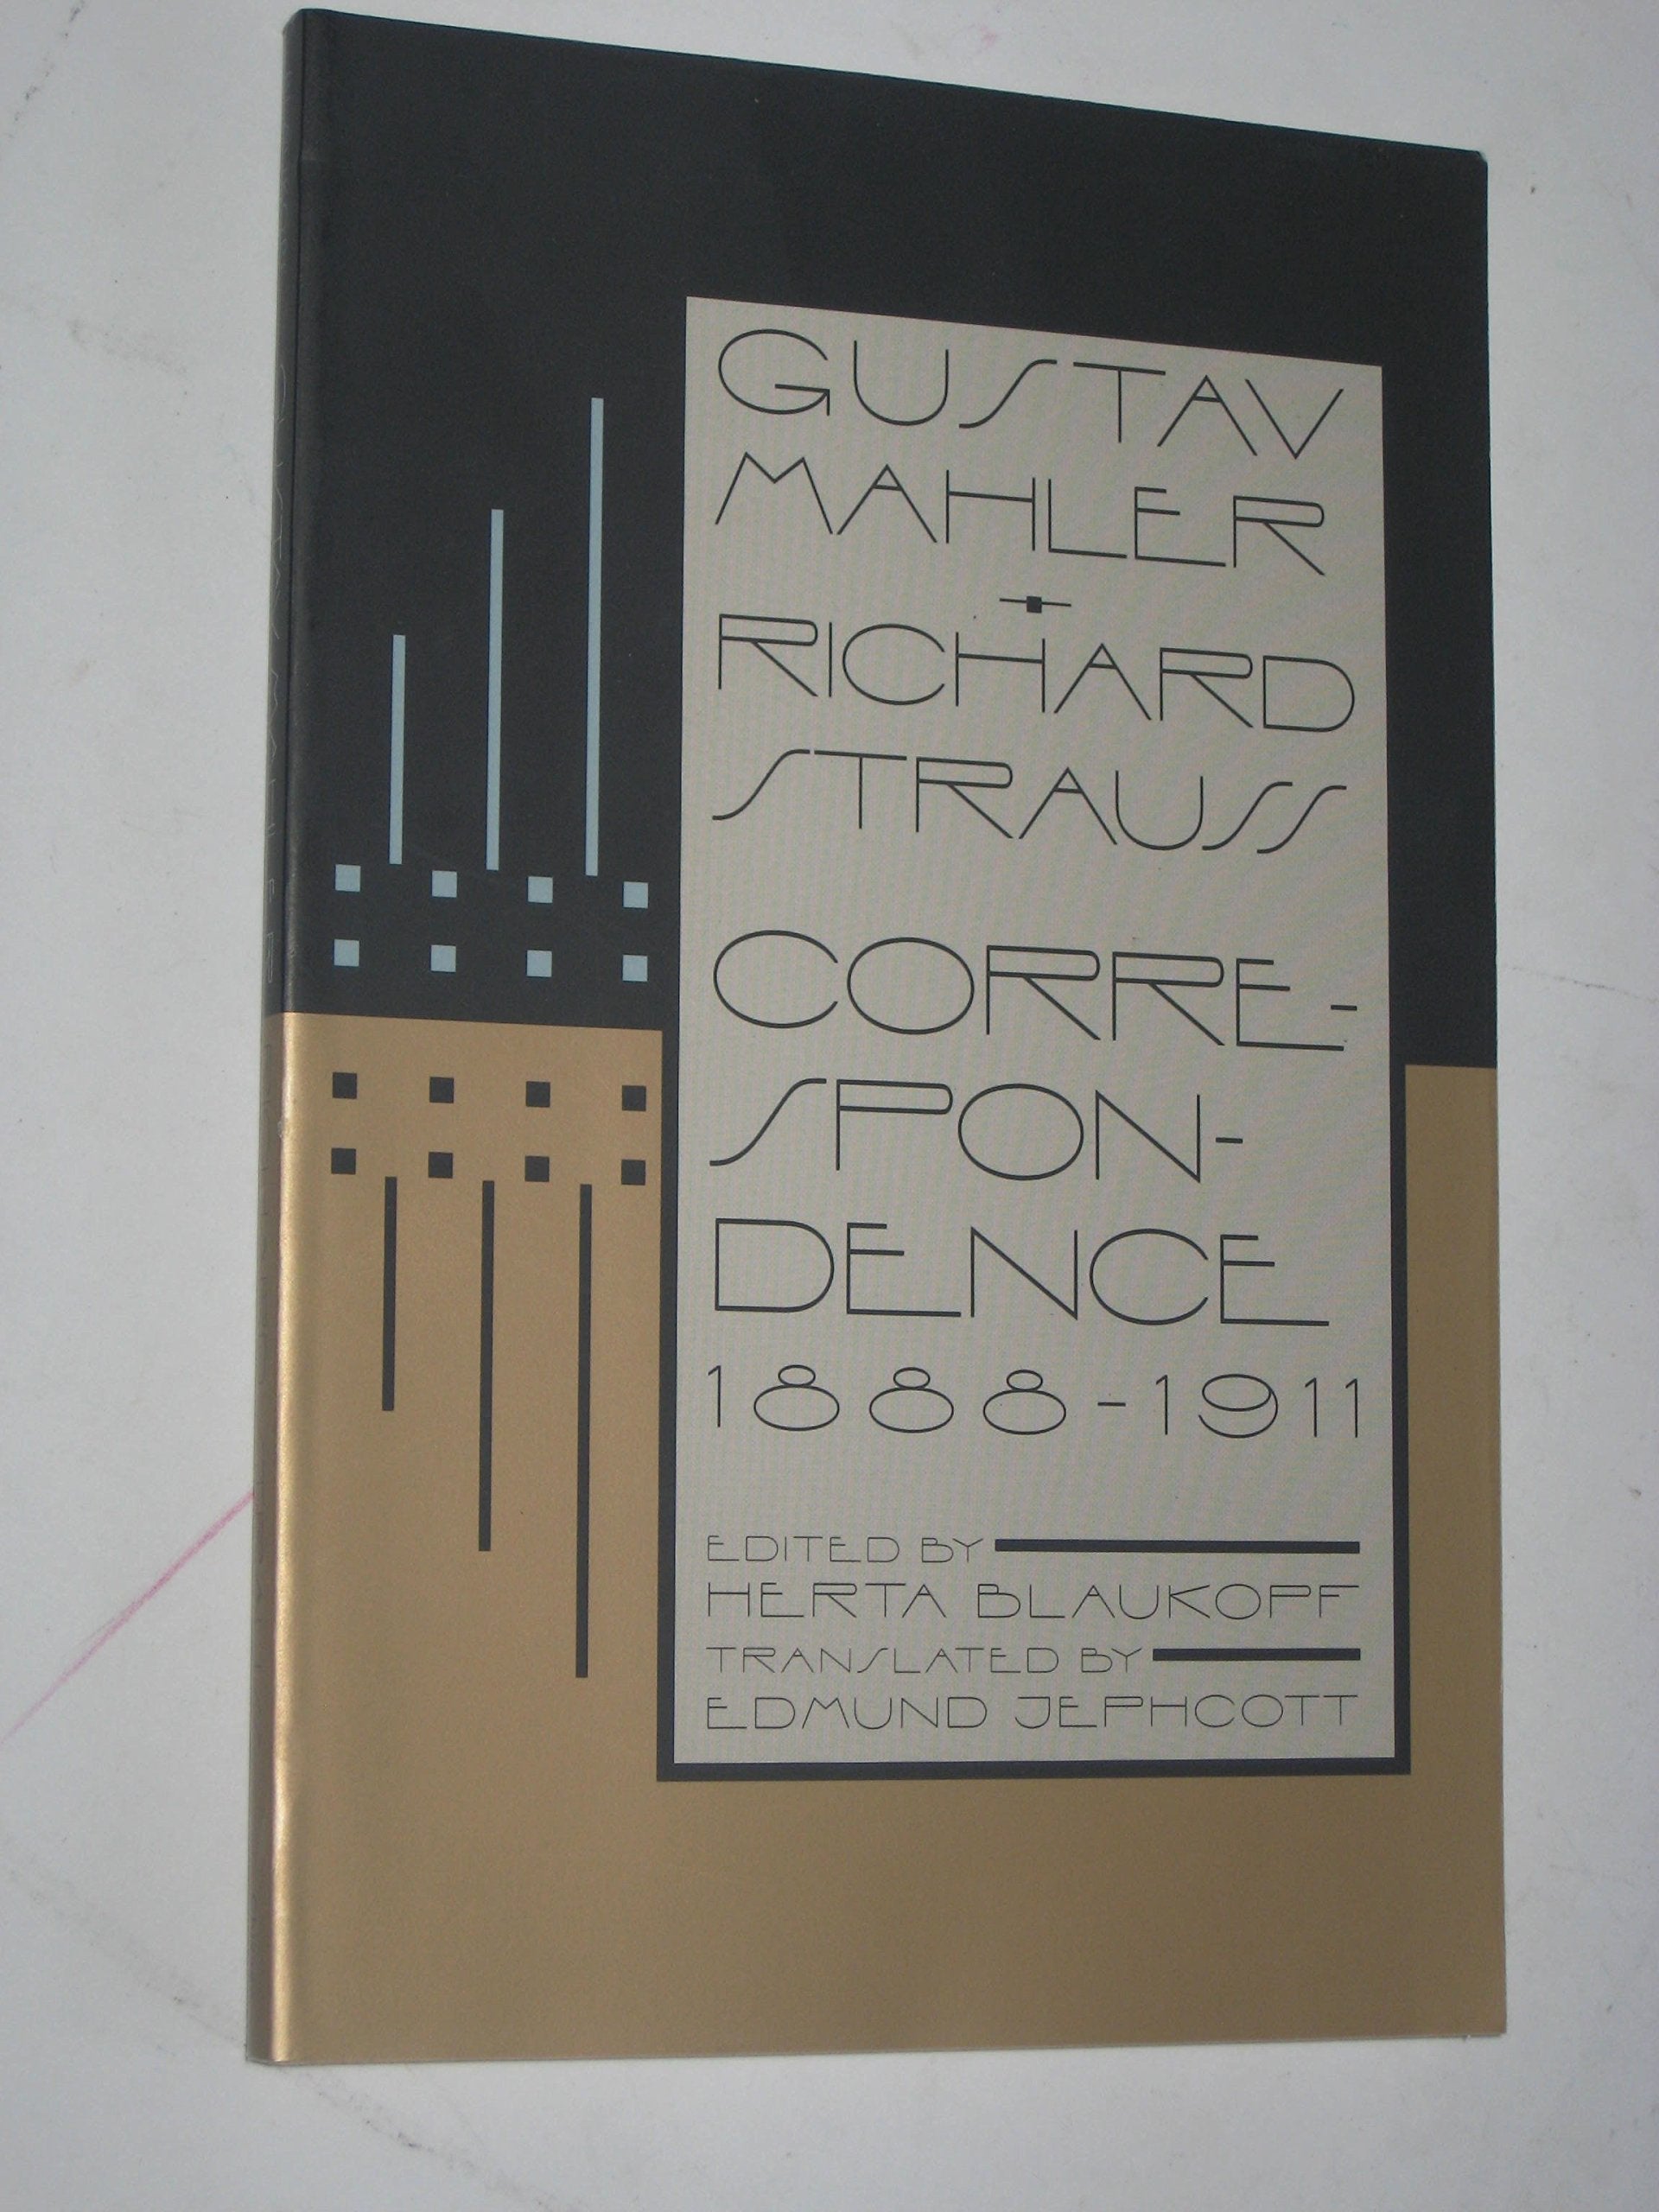 GUSTAV
MAHLER
RICHARD
STRAUSS
CORRE-
SPON-
DENCE
1888-1911
EDITED BY
HERTA BLAUKOPF
TRANSLATED BY
EDMUND JEPHCOTT